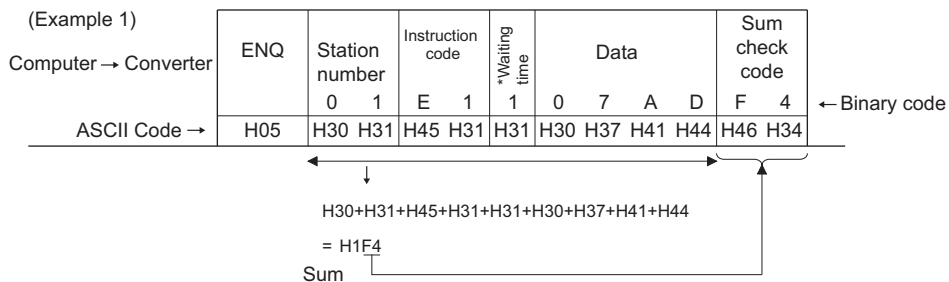 (Example 1)
Computer → Converter
ENQ
Station number
Instruction code
*Waiting time
Data
Sum check code
0 1 E 1 1 0 7 A D F 4
← Binary code
ASCII Code → H05 H30 H31 H45 H31 H31 H30 H37 H41 H44 H46 H34
H30+H31+H45+H31+H31+H30+H37+H41+H44
= H1F4
Sum